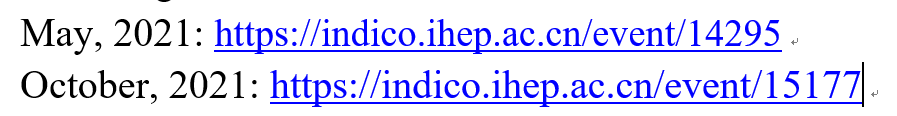 May, 2021: https://indico.ihep.ac.cn/event/14295
October, 2021: https://indico.ihep.ac.cn/event/15177